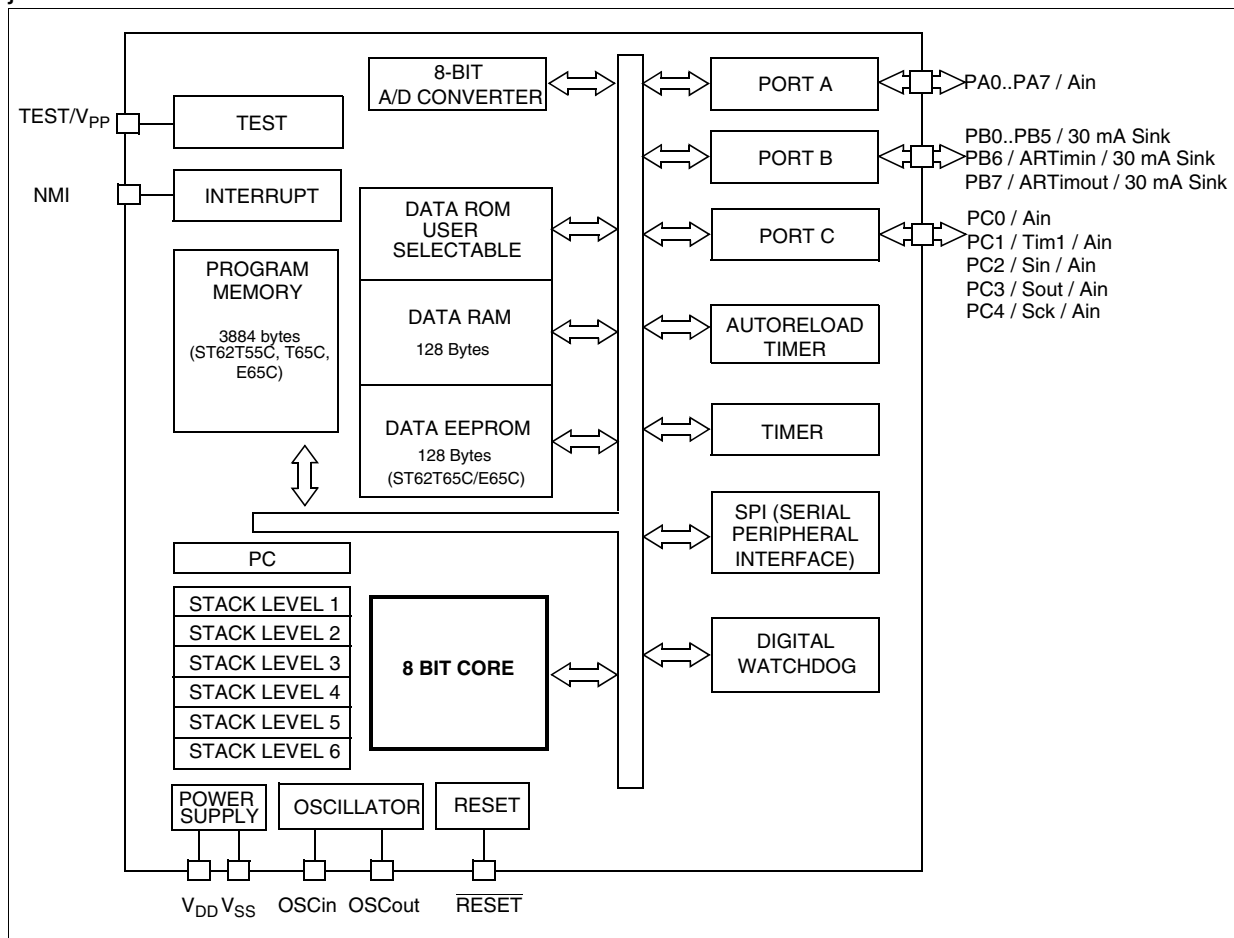 8-BIT
A/D CONVERTER
PORT A
PA0..PA7 / Ain
TEST/VPP
TEST
PORT B
PB0..PB5 / 30 mA Sink
PB6 / ARTimin / 30 mA Sink
PB7 / ARTimout / 30 mA Sink
NMI
INTERRUPT
DATA ROM
USER
SELECTABLE
PORT C
PC0 / Ain
PC1 / Tim1 / Ain
PC2 / Sin / Ain
PC3 / Sout / Ain
PC4 / Sck / Ain
PROGRAM
MEMORY
3884 bytes
(ST62T55C, T65C,
E65C)
DATA RAM
128 Bytes
AUTORELOAD
TIMER
DATA EEPROM
128 Bytes
(ST62T65C/E65C)
TIMER
SPI (SERIAL
PERIPHERAL
INTERFACE)
PC
STACK LEVEL 1
STACK LEVEL 2
STACK LEVEL 3
STACK LEVEL 4
STACK LEVEL 5
STACK LEVEL 6
8 BIT CORE
DIGITAL
WATCHDOG
POWER
SUPPLY
OSCILLATOR
RESET
VDD VSS
OSCin
OSCout
RESET